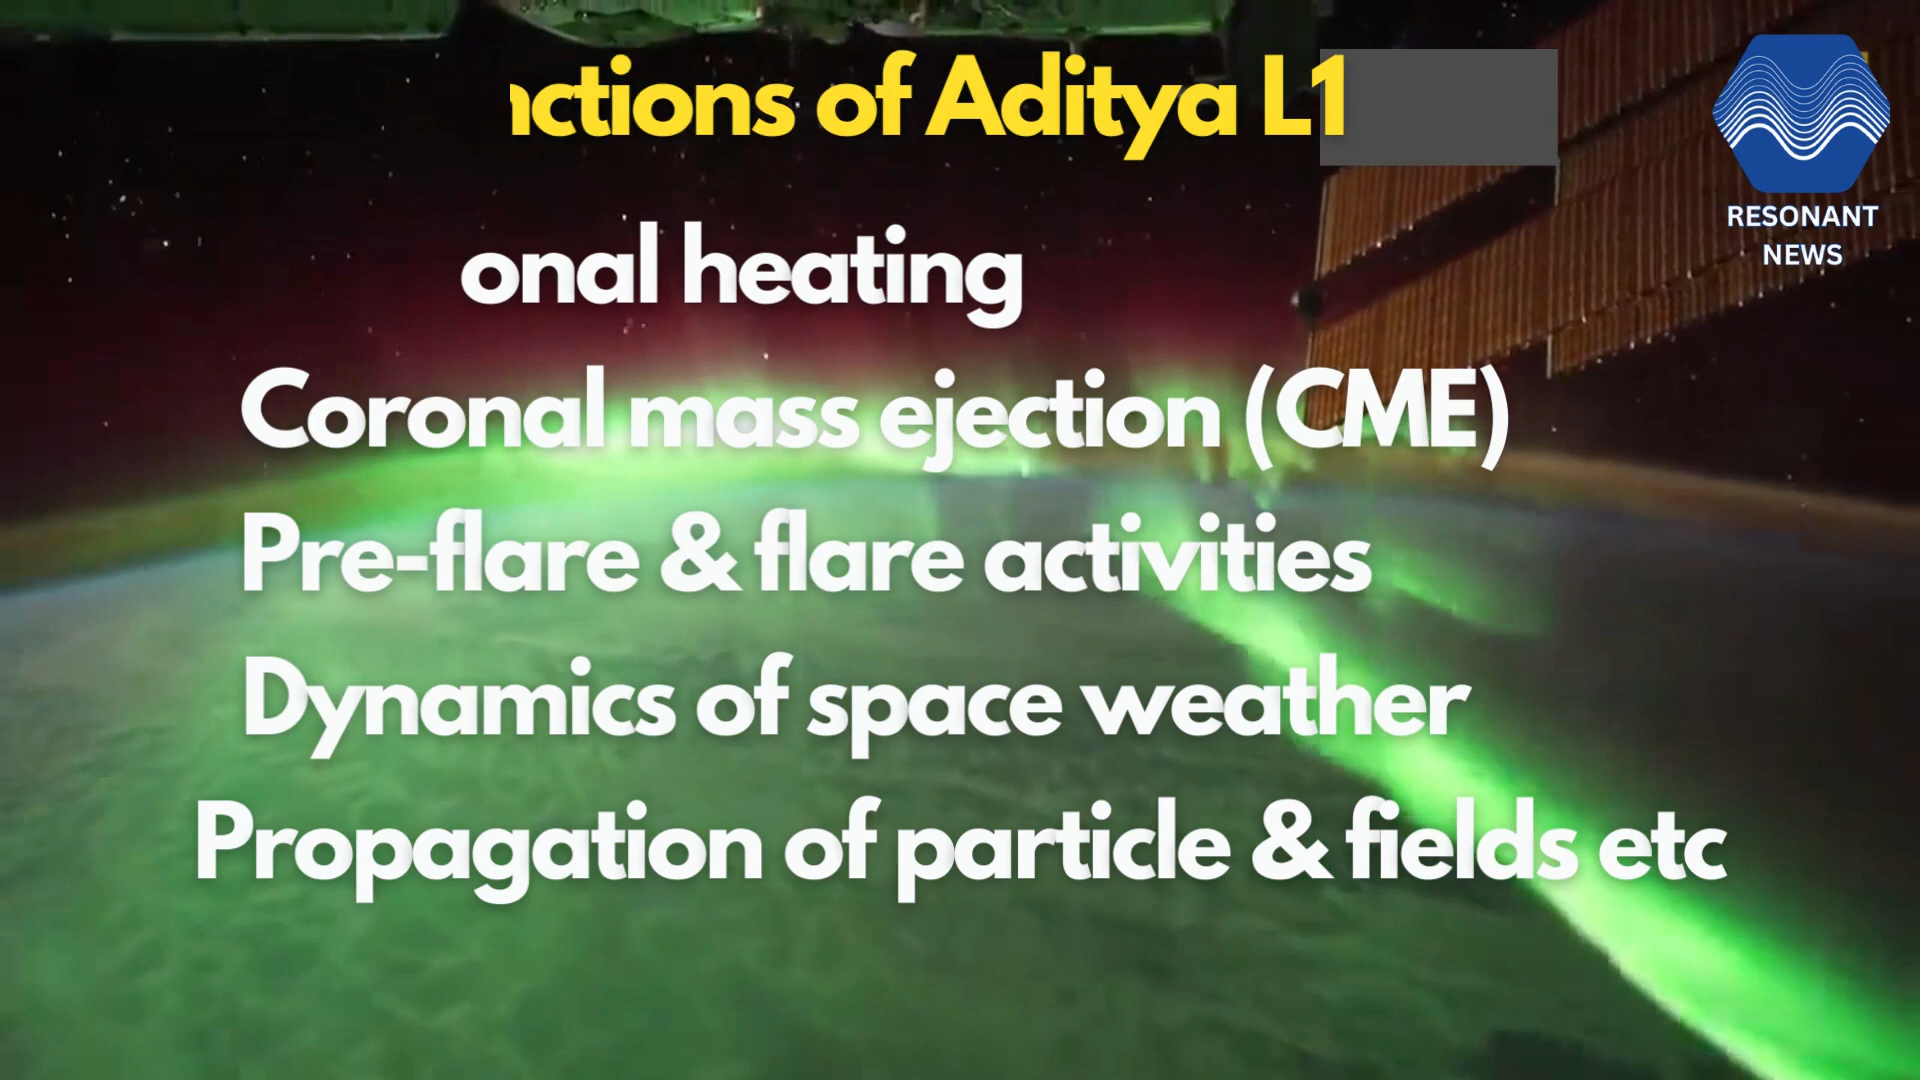 nctions of Aditya L1
onal heating
Coronal mass ejection (CME)
Pre-flare & flare activities
Dynamics of space weather
Propagation of particle & fields etc
RESONANT
NEWS